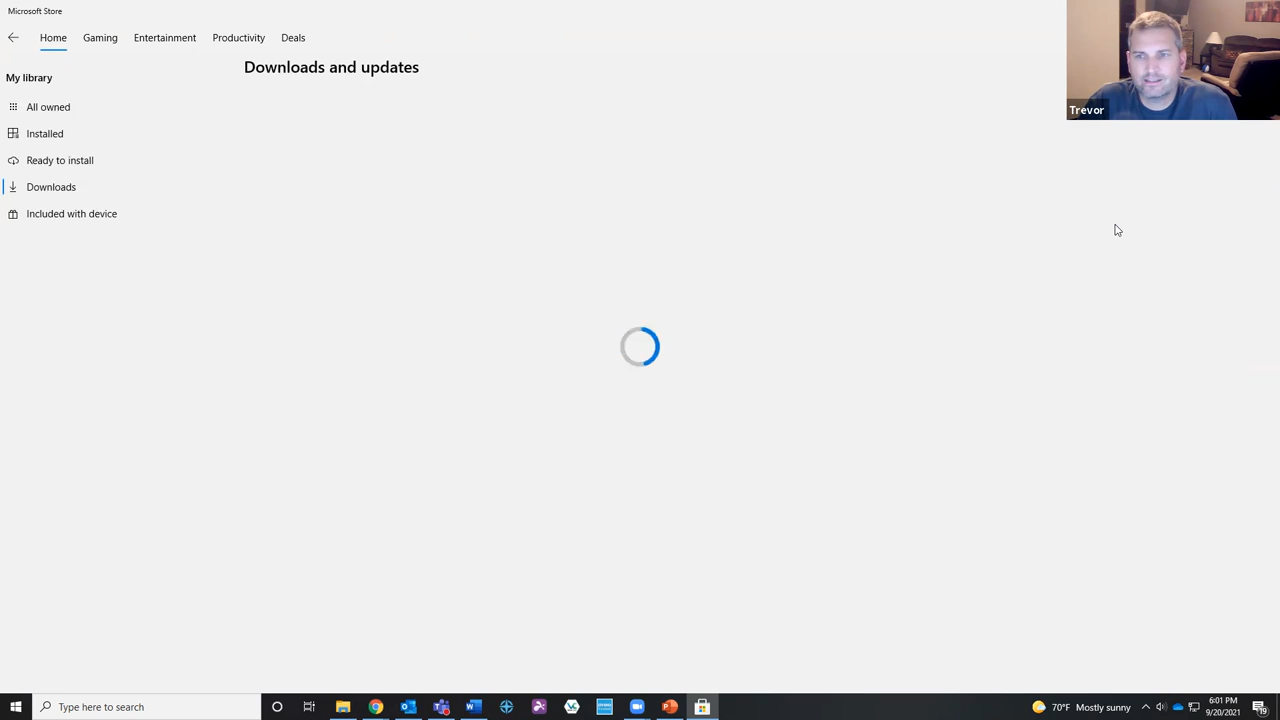 Microsoft Store
Home Gaming Entertainment Productivity Deals
My library
All owned
Installed
Ready to install
Downloads
Included with device
Downloads and updates
Trevor
Type here to search
70°F Mostly sunny
6:01 PM
9/20/2021
19